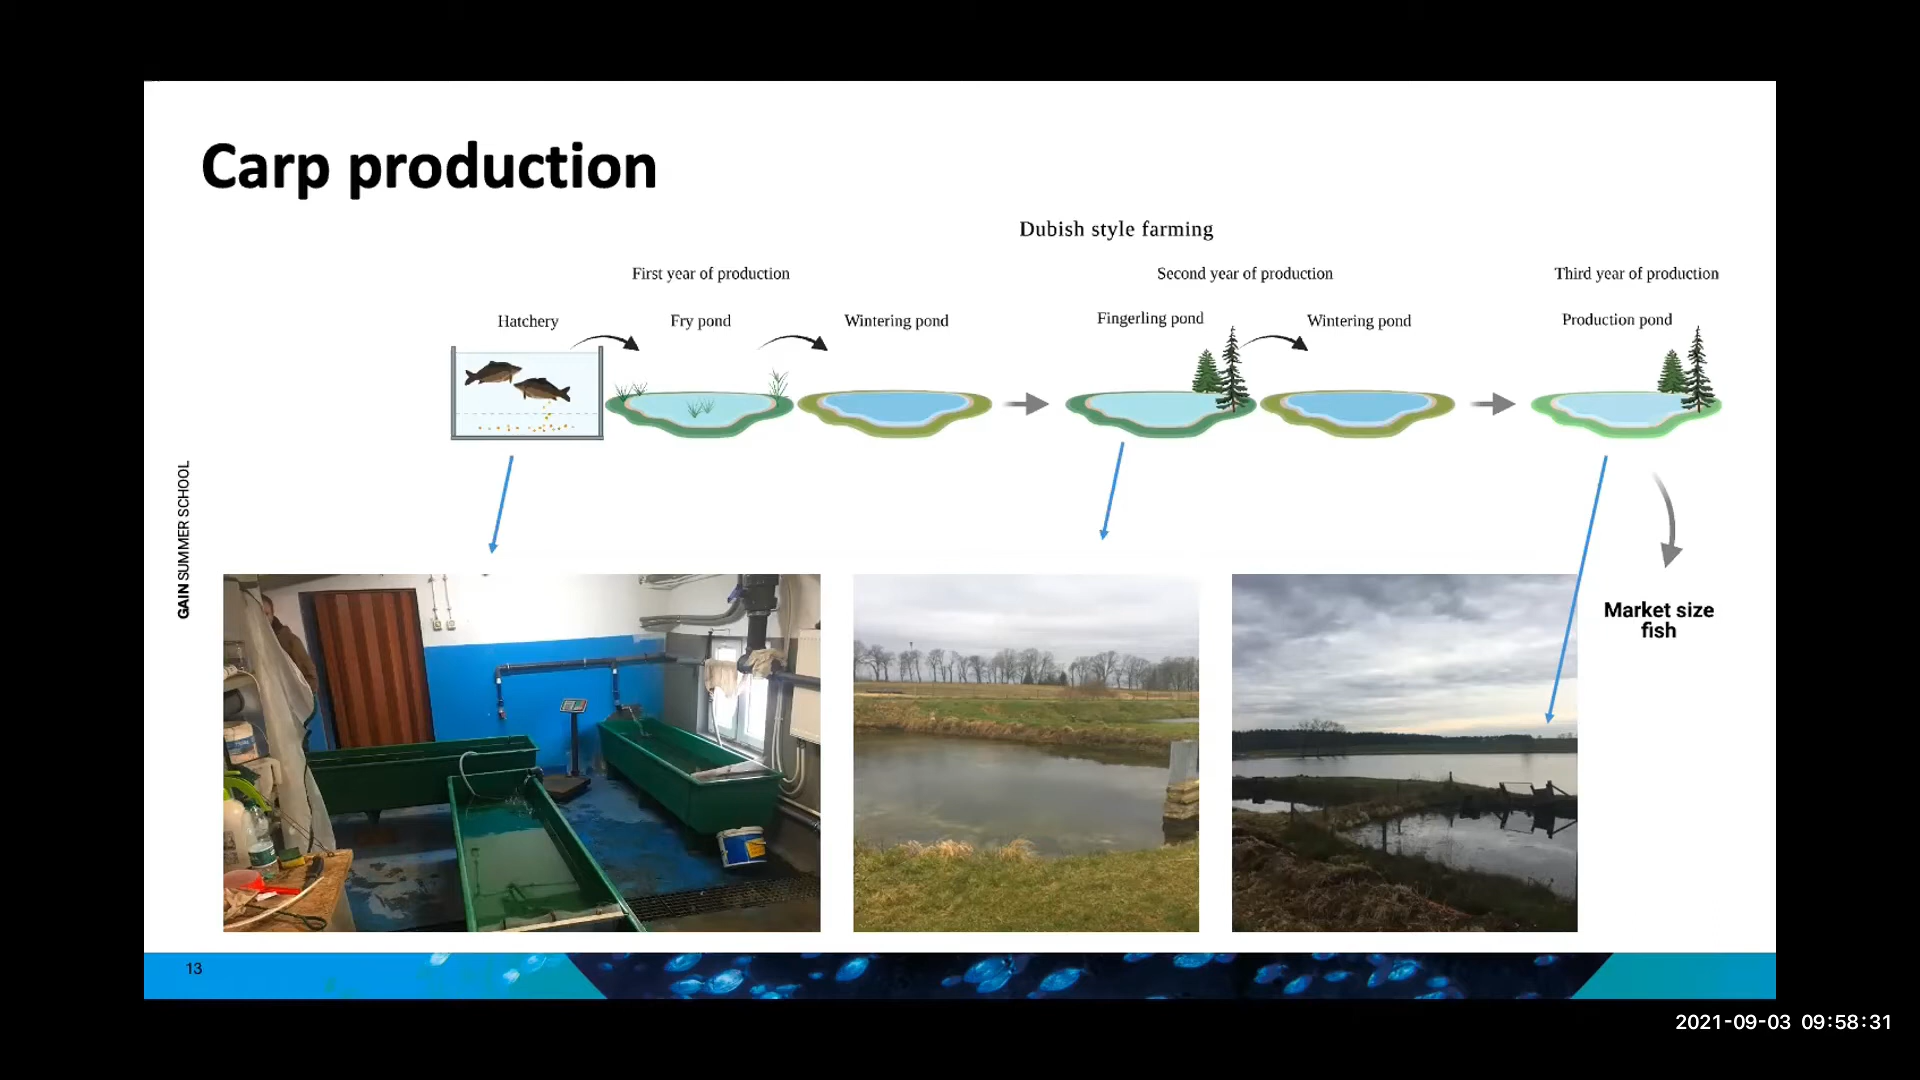 Carp production
Dubish style farming
First year of production
Second year of production
Third year of production
Hatchery
Fry pond
Wintering pond
Fingerling pond
Wintering pond
Production pond
GAIN SUMMER SCHOOL
Market size
fish
13
2021-09-03 09:58:31